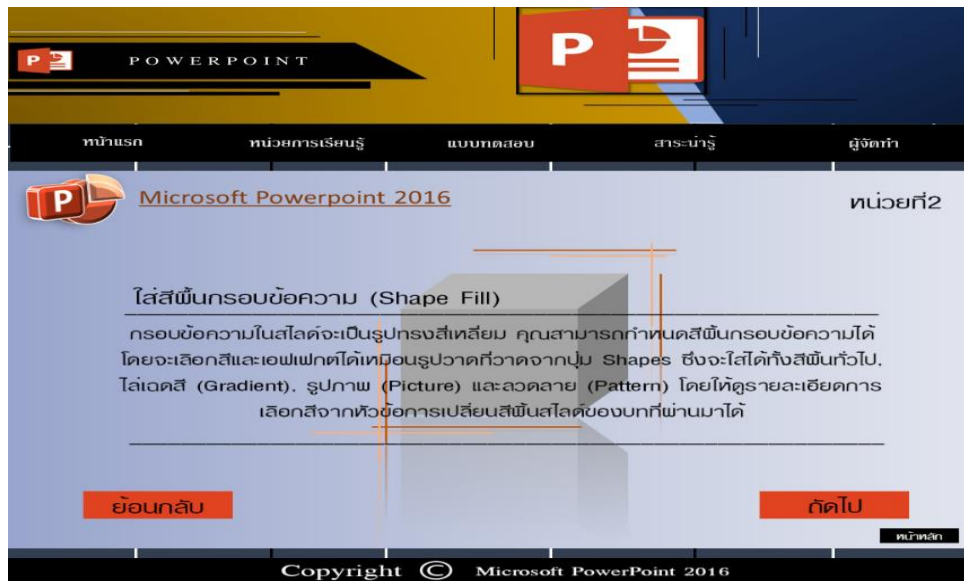 P
POWERPOINT
P
หน้าแรก หน่วยการเรียนรู้ แบบทดสอบ สาระน่ารู้ ผู้จัดทำ
P
Microsoft Powerpoint 2016
หน่วยที่2
ใส่สีพื้นกรอบข้อความ (Shape Fill)
กรอบข้อความในสไลด์จะเป็นรูปทรงสีเหลี่ยม คุณสามารถกำหนดสีพื้นกรอบข้อความได้
โดยจะเลือกสีและเอฟเฟกต์ได้เหมือนรูปวาดที่วาดจากปุ่ม Shapes ซึ่งจะใส่ได้ทั้งสีพื้นทั่วไป,
ไล่เฉดสี (Gradient), รูปภาพ (Picture) และลวดลาย (Pattern) โดยให้ดูรายละเอียดการ
เลือกสีจากหัวข้อการเปลี่ยนสีพื้นสไลด์ของบทที่ผ่านมาได้
ย้อนกลับ
ถัดไป
หน้าหลัก
Copyright © Microsoft PowerPoint 2016